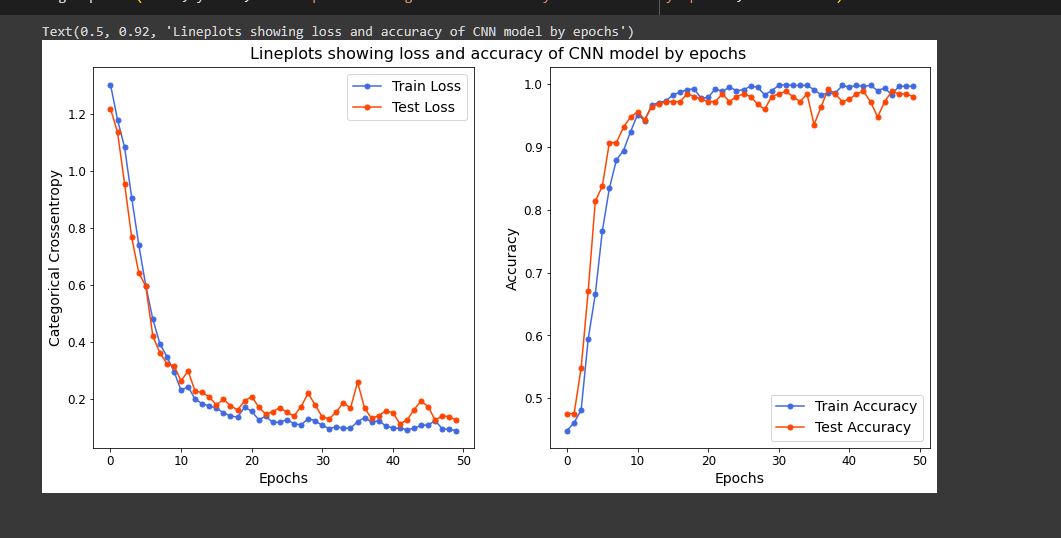 Text(0.5, 0.92, 'Lineplots showing loss and accuracy of CNN model by epochs')
Lineplots showing loss and accuracy of CNN model by epochs
Train Loss
Test Loss
1.2
1.0
0.8
0.6
0.4
0.2
Categorical Crossentropy
0
10
20
30
40
50
Epochs
1.0
0.9
0.8
0.7
0.6
0.5
Accuracy
Train Accuracy
Test Accuracy
0
10
20
30
40
50
Epochs